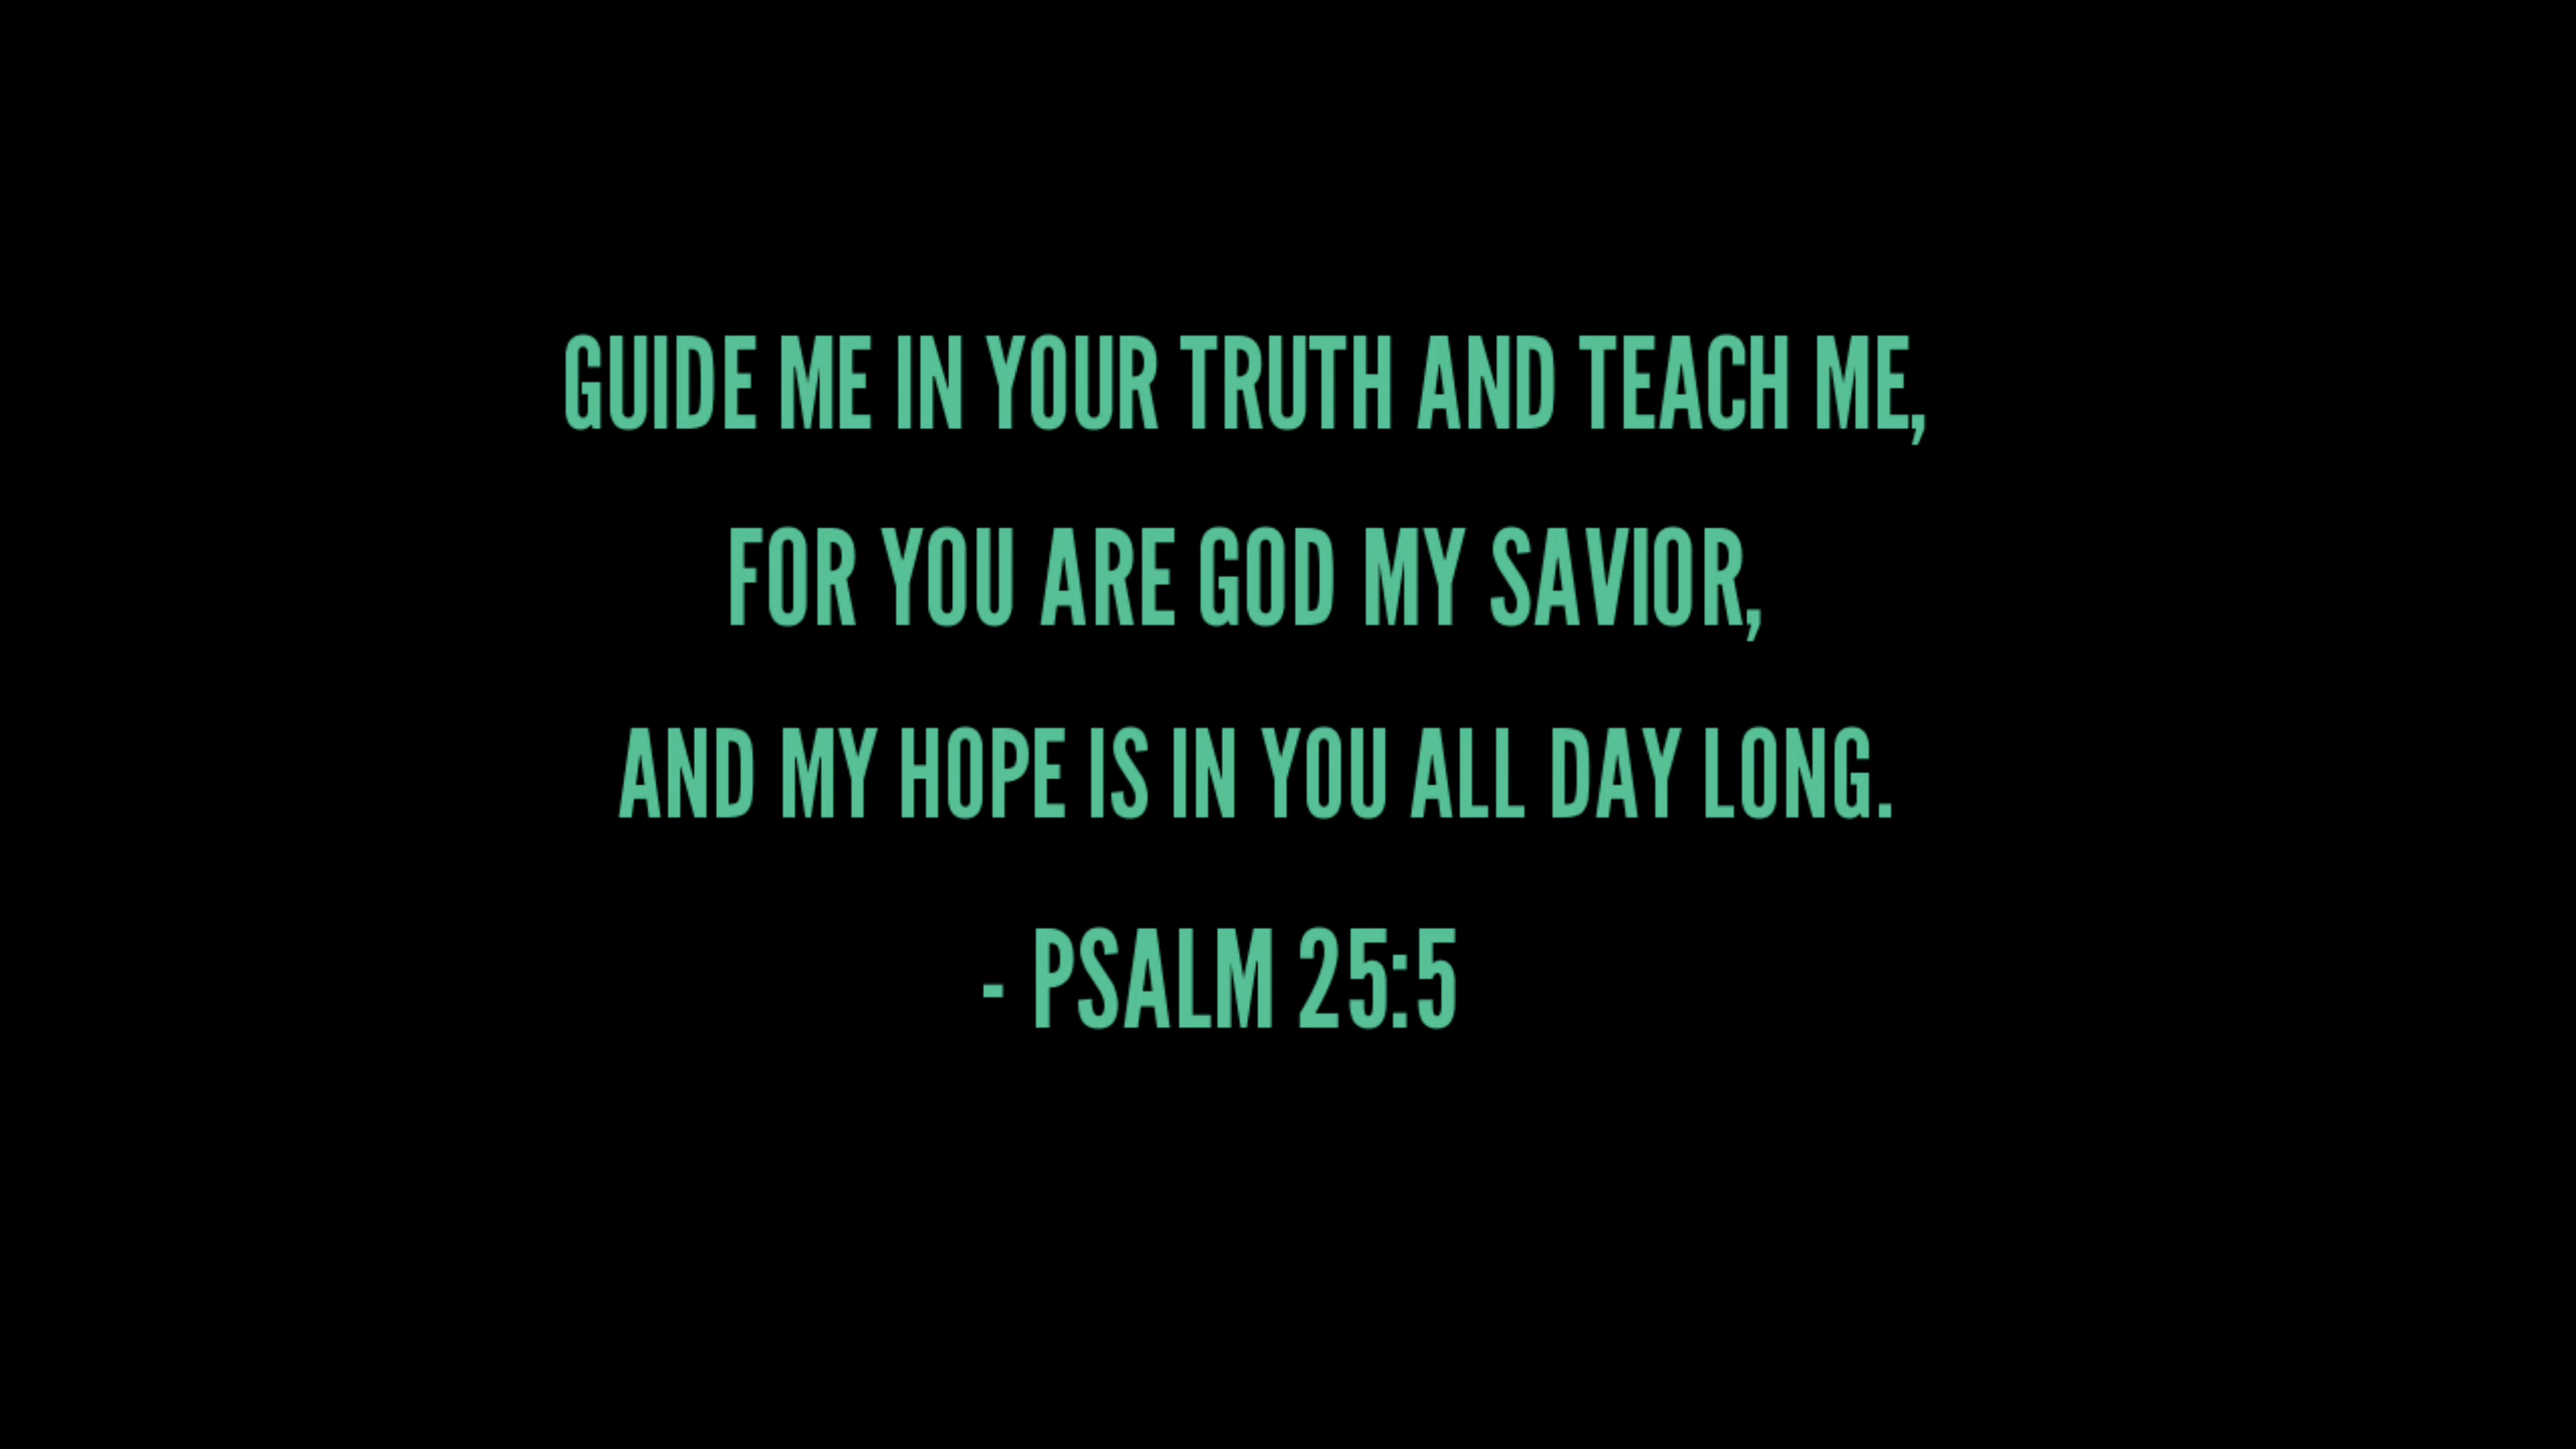 GUIDE ME IN YOUR TRUTH AND TEACH ME,
FOR YOU ARE GOD MY SAVIOR,
AND MY HOPE IS IN YOU ALL DAY LONG.
- PSALM 25:5